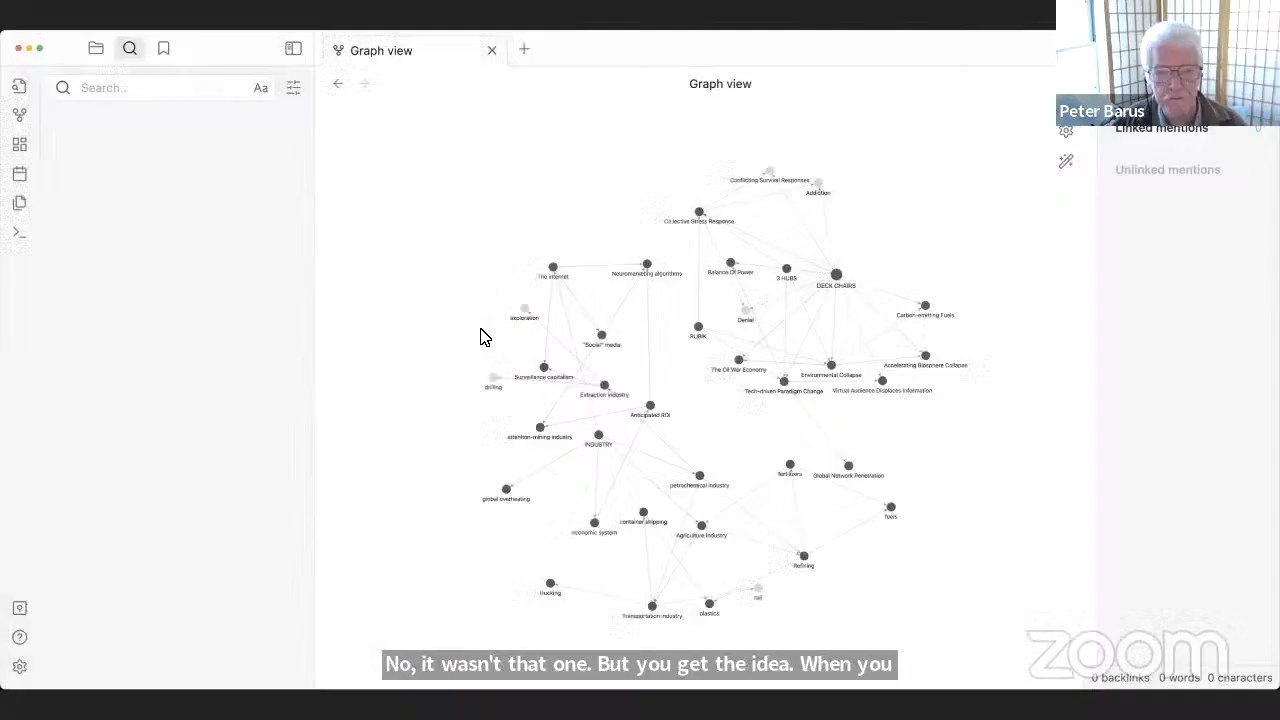 Graph view
Search...
Aa
Graph view
Peter Barus
Linked mentions
0
Unlinked mentions
Conflicting Survival Responses
Addiction
Collective Stress Response
The internet
Neuromarketing algorithms
Balance Of Power
3 HUBS
DECK CHAIRS
exploration
Denial
Carbon-emitting Fuels
RUBIK
"Social" media
The Oil War Economy
Environmental Collapse
Accelerating Biosphere Collapse
Surveillance capitalism
drilling
Extraction industry
Tech-driven Paradigm Change
Virtual Audience Displaces Information
Anticipated ROI
attention-mining industry
INDUSTRY
fertilizers
Global Network Penetration
petrochemical industry
global overheating
container shipping
fuels
economic system
Agriculture Industry
Refining
trucking
rail
Transportation industry
plastics
No, it wasn't that one. But you get the idea. When you
zoom
0 backlinks 0 words 0 characters